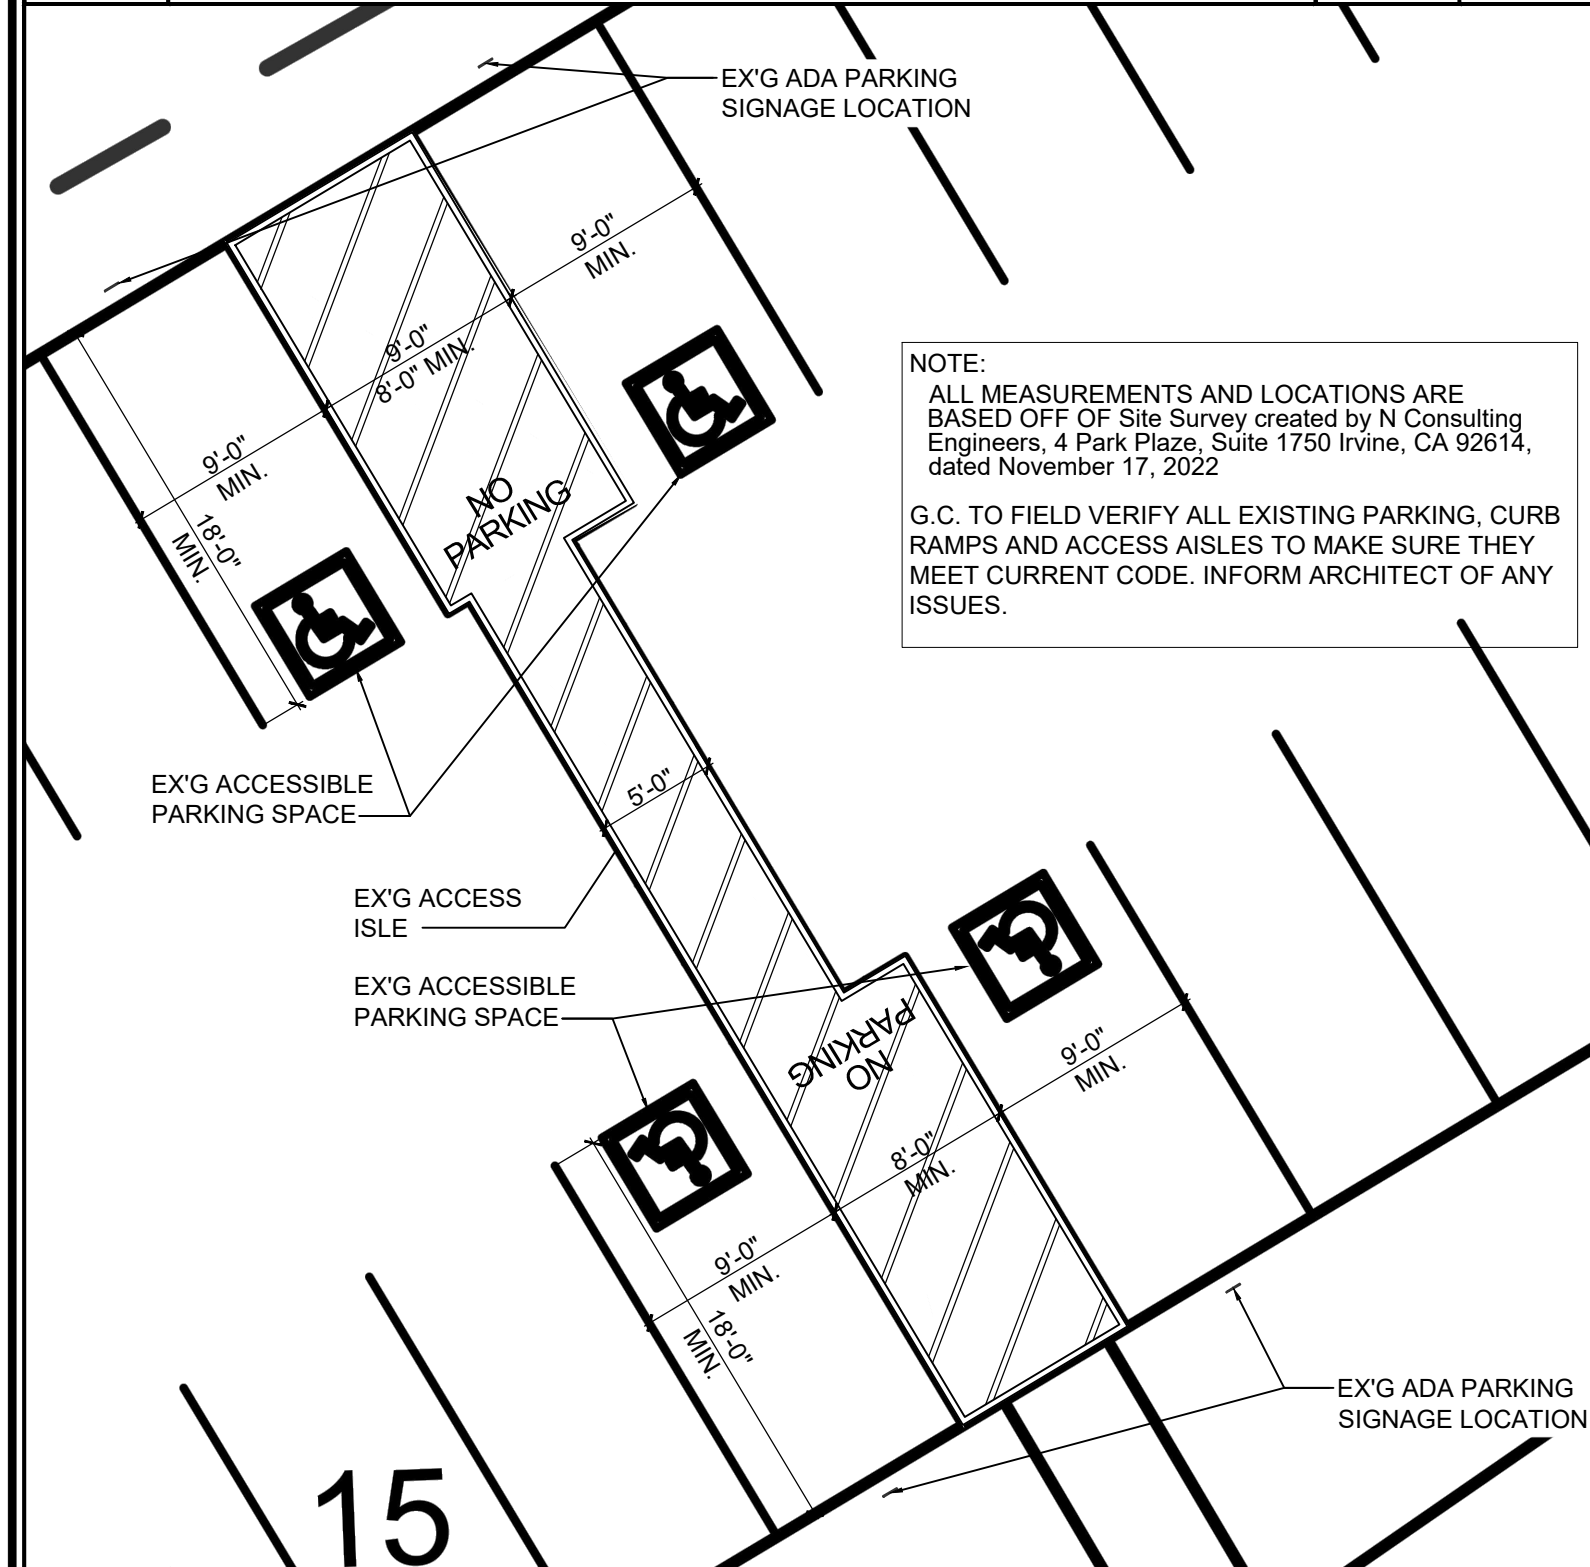 EX'G ADA PARKING
SIGNAGE LOCATION
9'-0"
MIN.
9'-0"
8'-0" MIN.
9'-0"
MIN.
18'-0"
MIN.
NO
PARKING
NOTE:
ALL MEASUREMENTS AND LOCATIONS ARE
BASED OFF OF Site Survey created by N Consulting
Engineers, 4 Park Plaze, Suite 1750 Irvine, CA 92614,
dated November 17, 2022
G.C. TO FIELD VERIFY ALL EXISTING PARKING, CURB
RAMPS AND ACCESS AISLES TO MAKE SURE THEY
MEET CURRENT CODE. INFORM ARCHITECT OF ANY
ISSUES.
EX'G ACCESSIBLE
PARKING SPACE
5'-0"
EX'G ACCESS
ISLE
EX'G ACCESSIBLE
PARKING SPACE
NO
PARKING
9'-0"
MIN.
8'-0"
MIN.
9'-0"
MIN.
18'-0"
MIN.
EX'G ADA PARKING
SIGNAGE LOCATION
15